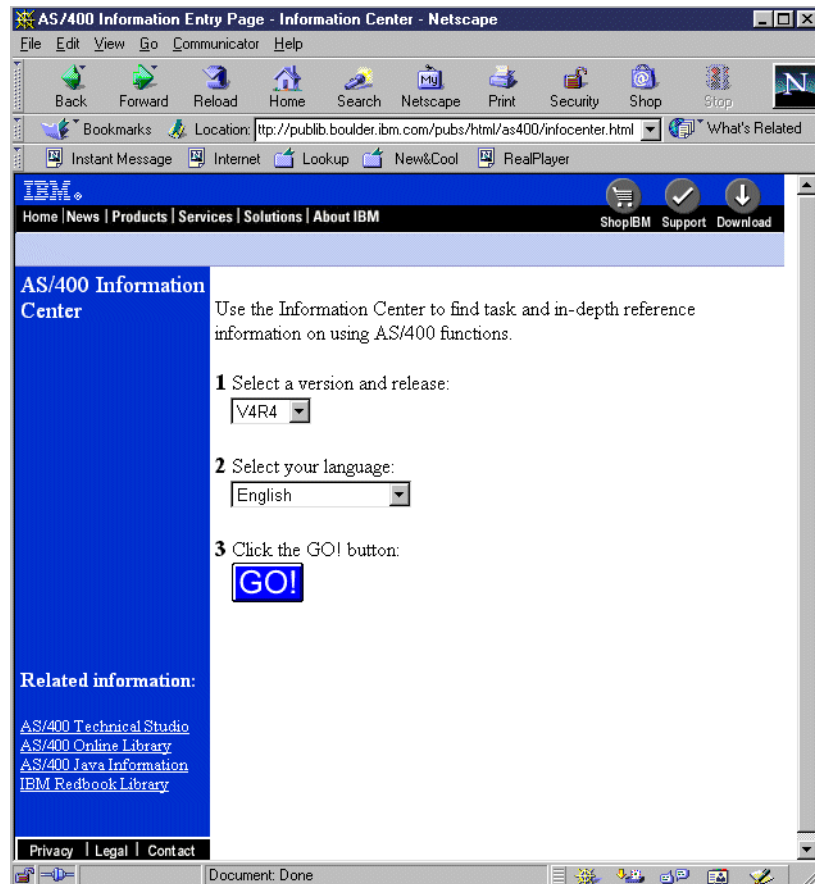 AS/400 Information Entry Page - Information Center - Netscape
File Edit View Go Communicator Help
Back Forward Reload Home Search Netscape Print Security Shop Stop
My
N
Bookmarks Location: ttp://publib.boulder.ibm.com/pubs/html/as400/infocenter.html What's Related
Instant Message Internet Lookup New&Cool RealPlayer
IBM
Home | News | Products | Services | Solutions | About IBM
ShopIBM Support Download
AS/400 Information
Center
Use the Information Center to find task and in-depth reference
information on using AS/400 functions.
1 Select a version and release:
V4R4
2 Select your language:
English
3 Click the GO! button:
GO!
Related information:
AS/400 Technical Studio
AS/400 Online Library
AS/400 Java Information
IBM Redbook Library
Privacy | Legal | Contact
Document: Done